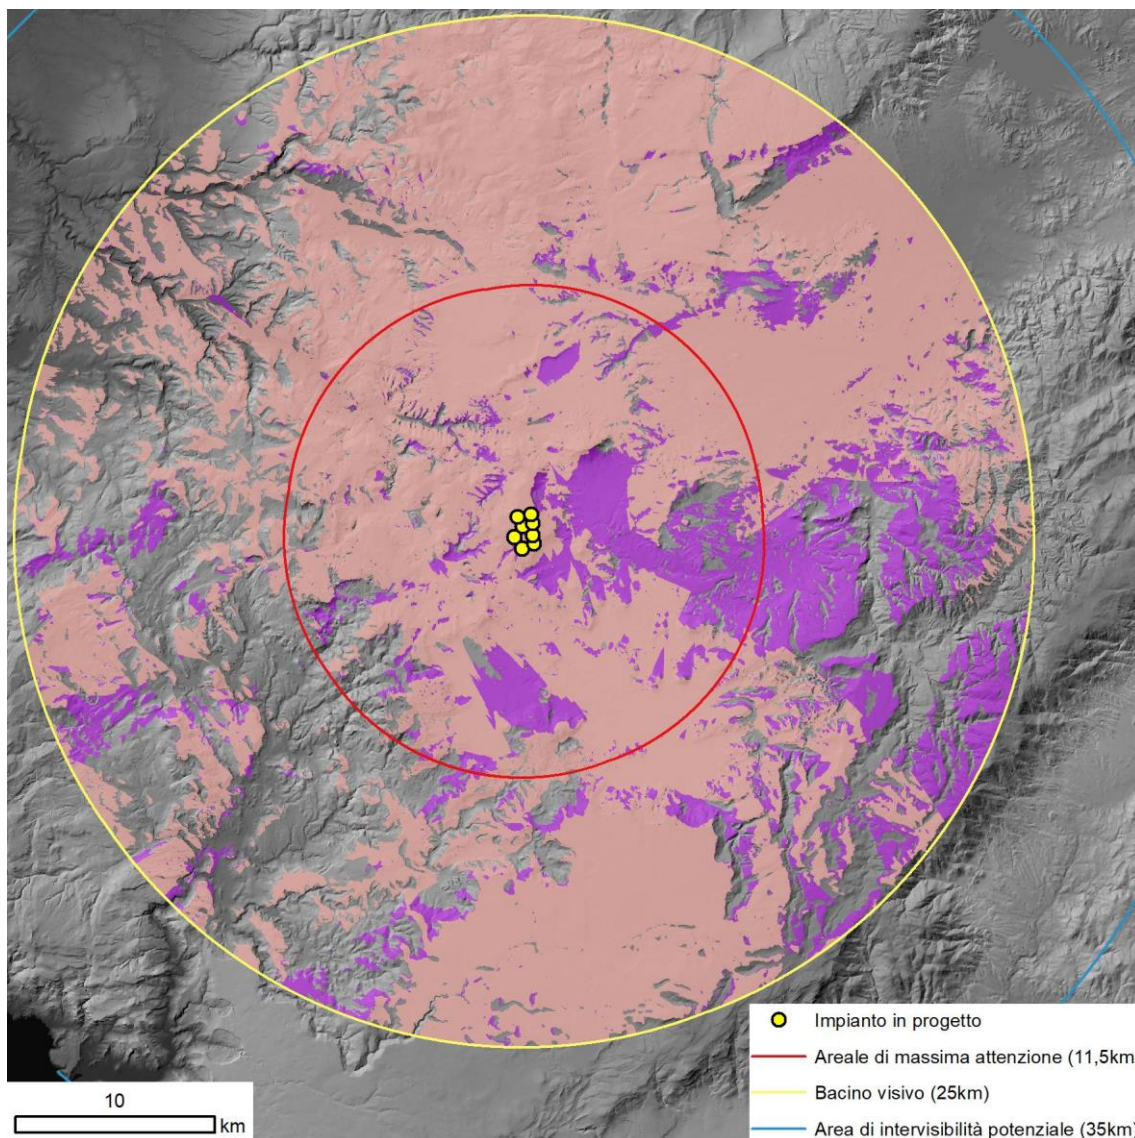 Impianto in progetto
Areale di massima attenzione (11,5km
Bacino visivo (25km)
Area di intervisibilità potenziale (35km)
10
km